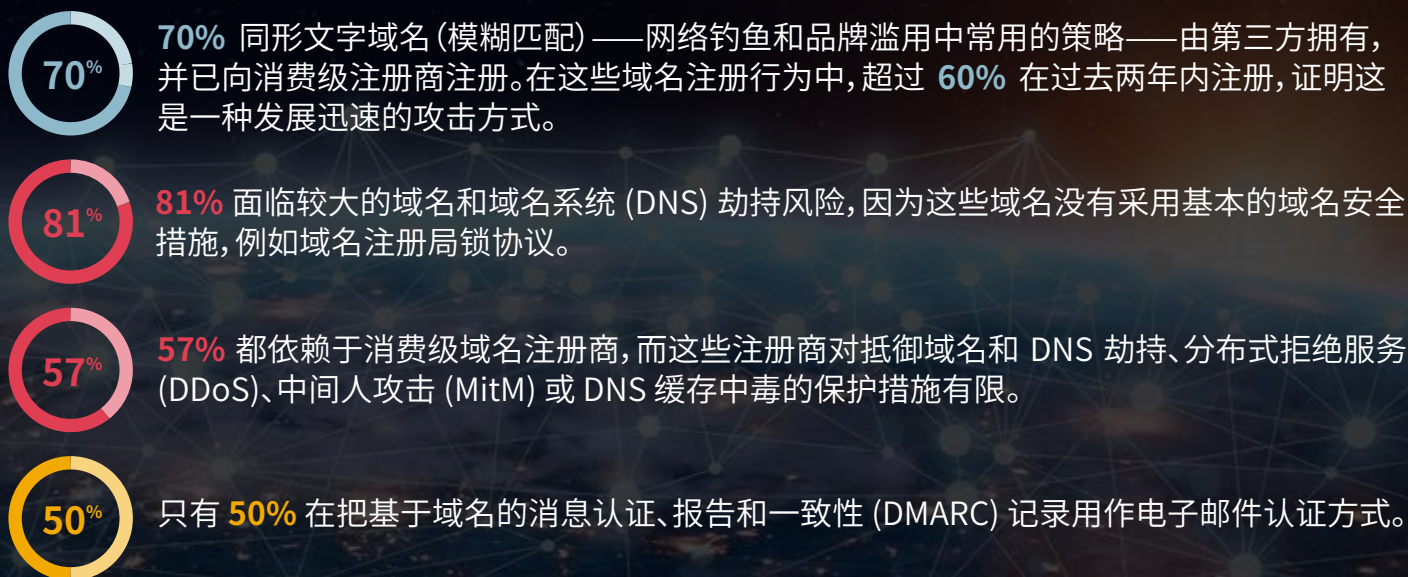 70%
70% 同形文字域名（模糊匹配）——网络钓鱼和品牌滥用中常用的策略——由第三方拥有，
并已向消费级注册商注册。在这些域名注册行为中，超过 60% 在过去两年内注册，证明这
是一种发展迅速的攻击方式。
81%
81% 面临较大的域名和域名系统 (DNS) 劫持风险，因为这些域名没有采用基本的域名安全
措施，例如域名注册局锁协议。
57%
57% 都依赖于消费级域名注册商，而这些注册商对抵御域名和 DNS 劫持、分布式拒绝服务
(DDoS)、中间人攻击 (MitM) 或 DNS 缓存中毒的保护措施有限。
50%
只有 50% 在把基于域名的消息认证、报告和一致性 (DMARC) 记录用作电子邮件认证方式。